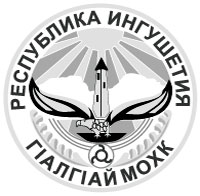 РЕСПУБЛИКА ИНГУШЕТИЯ
ГIАЛГIАЙ МОХК